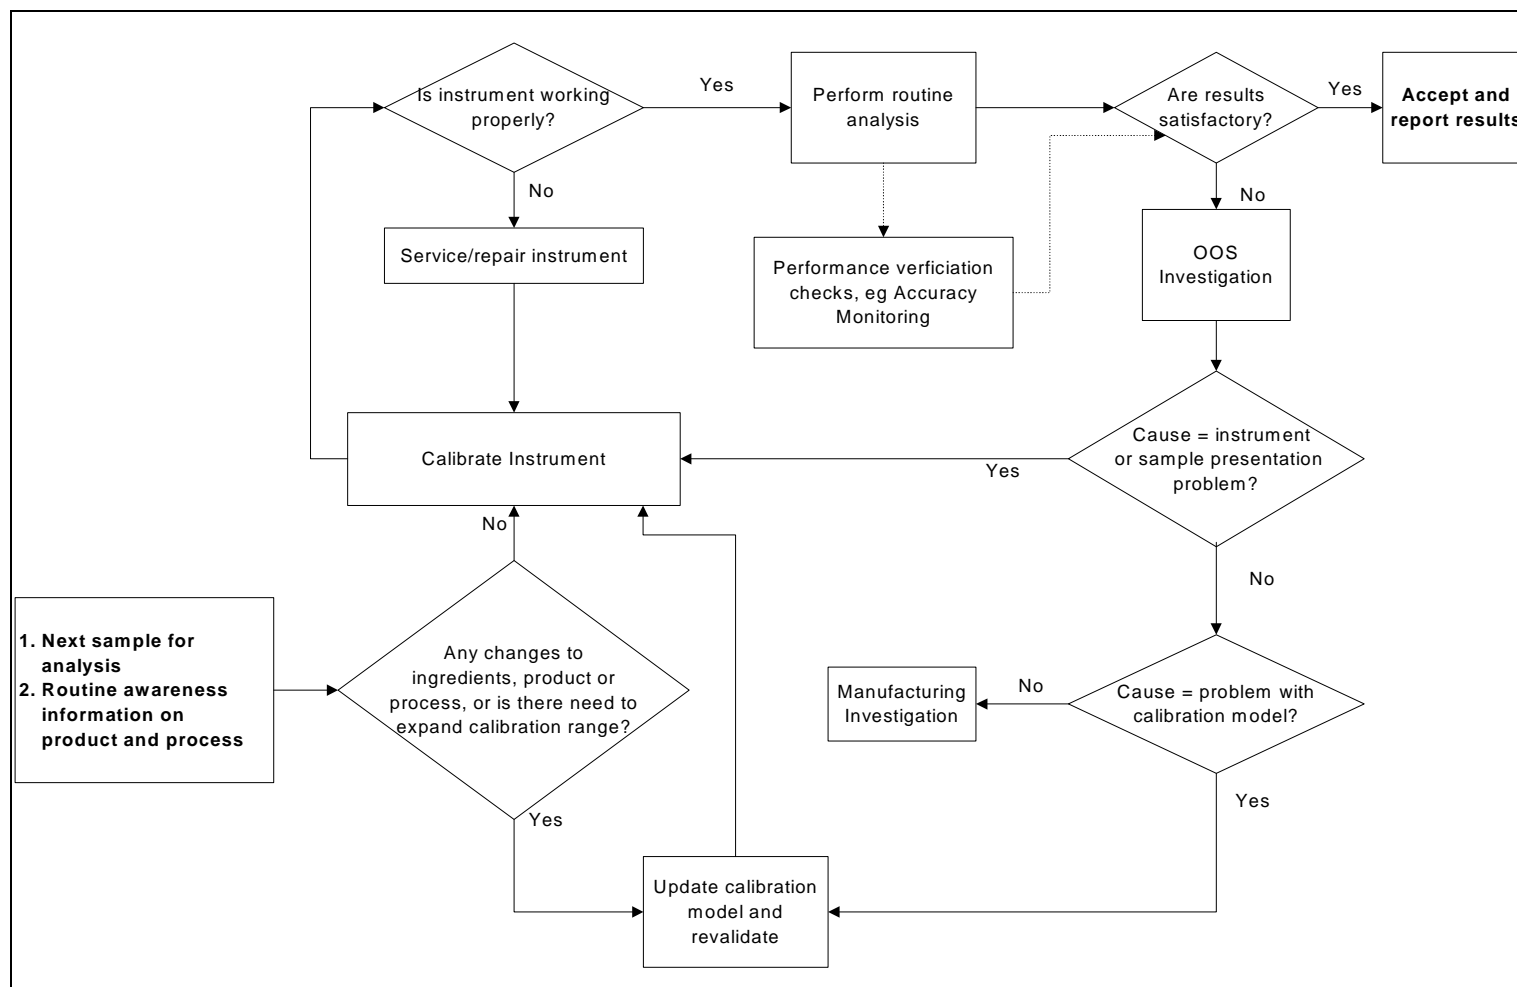 Is instrument working
properly?
Yes
Perform routine
analysis
Are results
satisfactory?
Yes
Accept and
report results
No
Service/repair instrument
Performance verficiation
checks, eg Accuracy
Monitoring
No
OOS
Investigation
Calibrate Instrument
Cause = instrument
or sample presentation
problem?
Yes
No
No
1. Next sample for
analysis
2. Routine awareness
information on
product and process
Any changes to
ingredients, product or
process, or is there need to
expand calibration range?
Yes
Manufacturing
Investigation
No
Cause = problem with
calibration model?
Yes
Update calibration
model and
revalidate